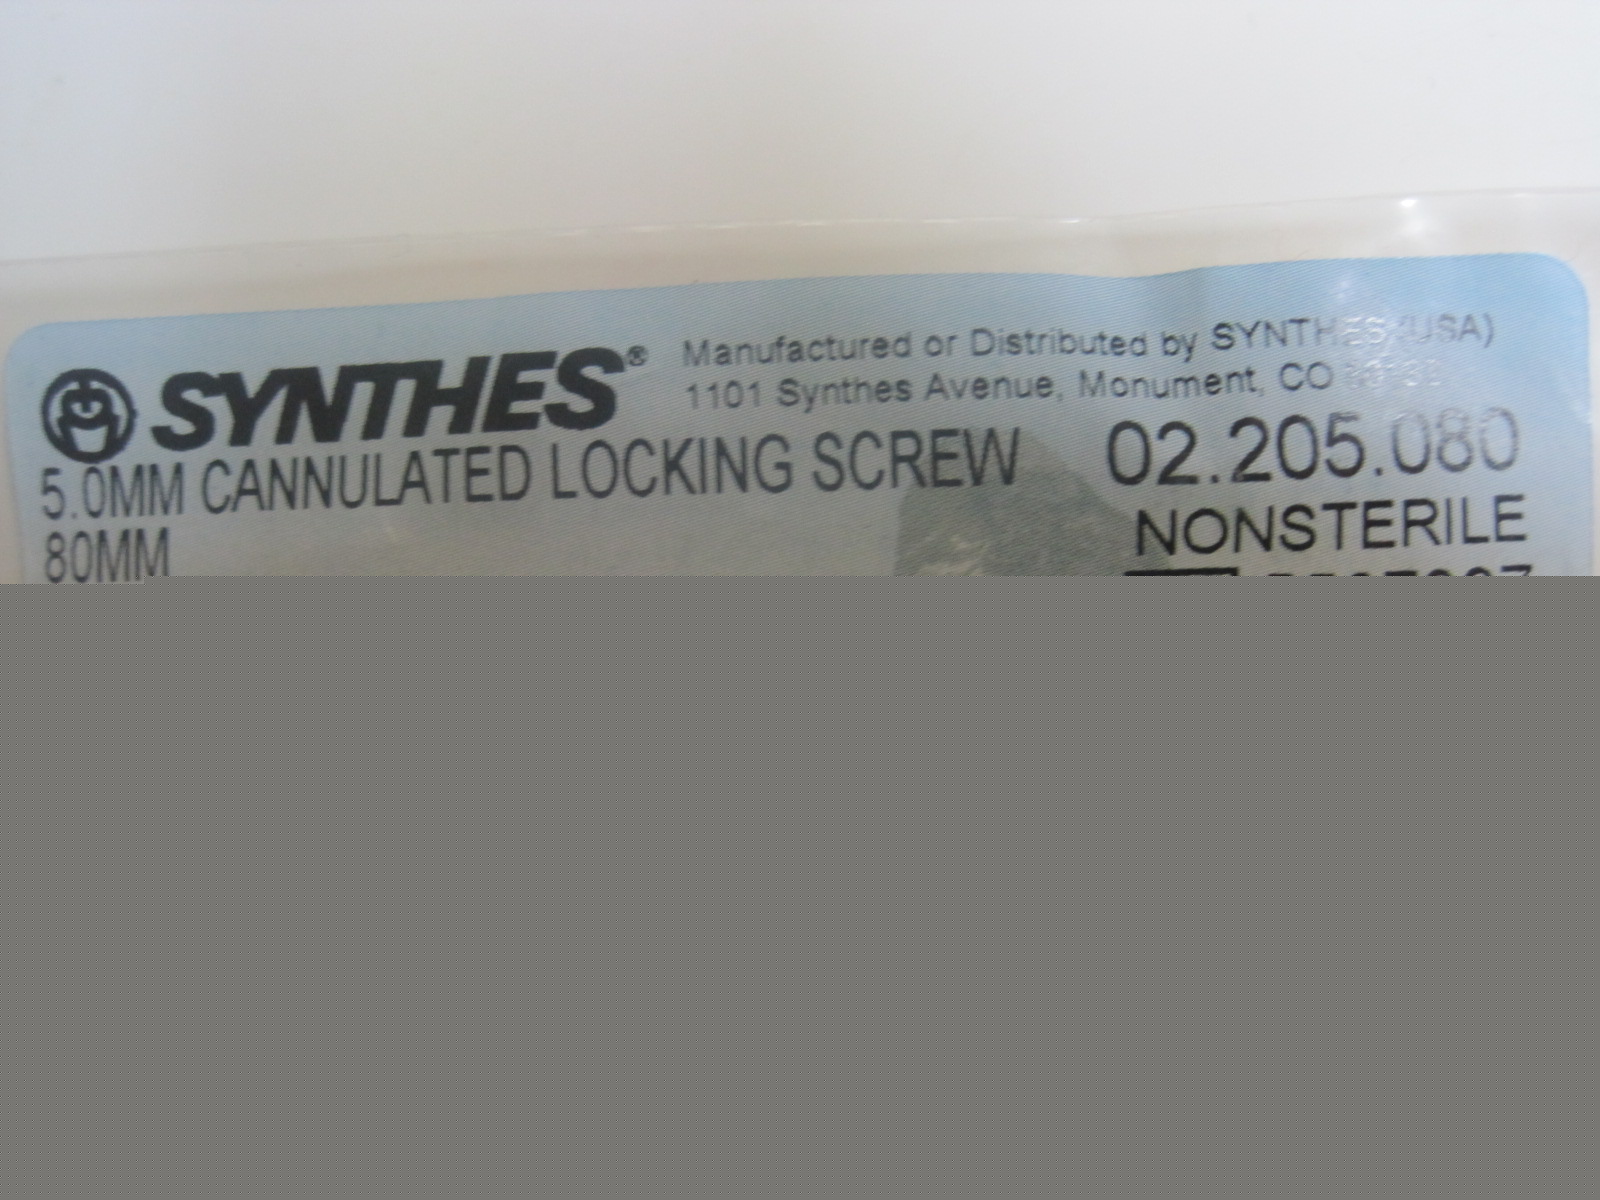 SYNTHES®
Manufactured or Distributed by SYNTHES (USA)
1101 Synthes Avenue, Monument, CO
5.0MM CANNULATED LOCKING SCREW
80MM
02.205.080
NONSTERILE